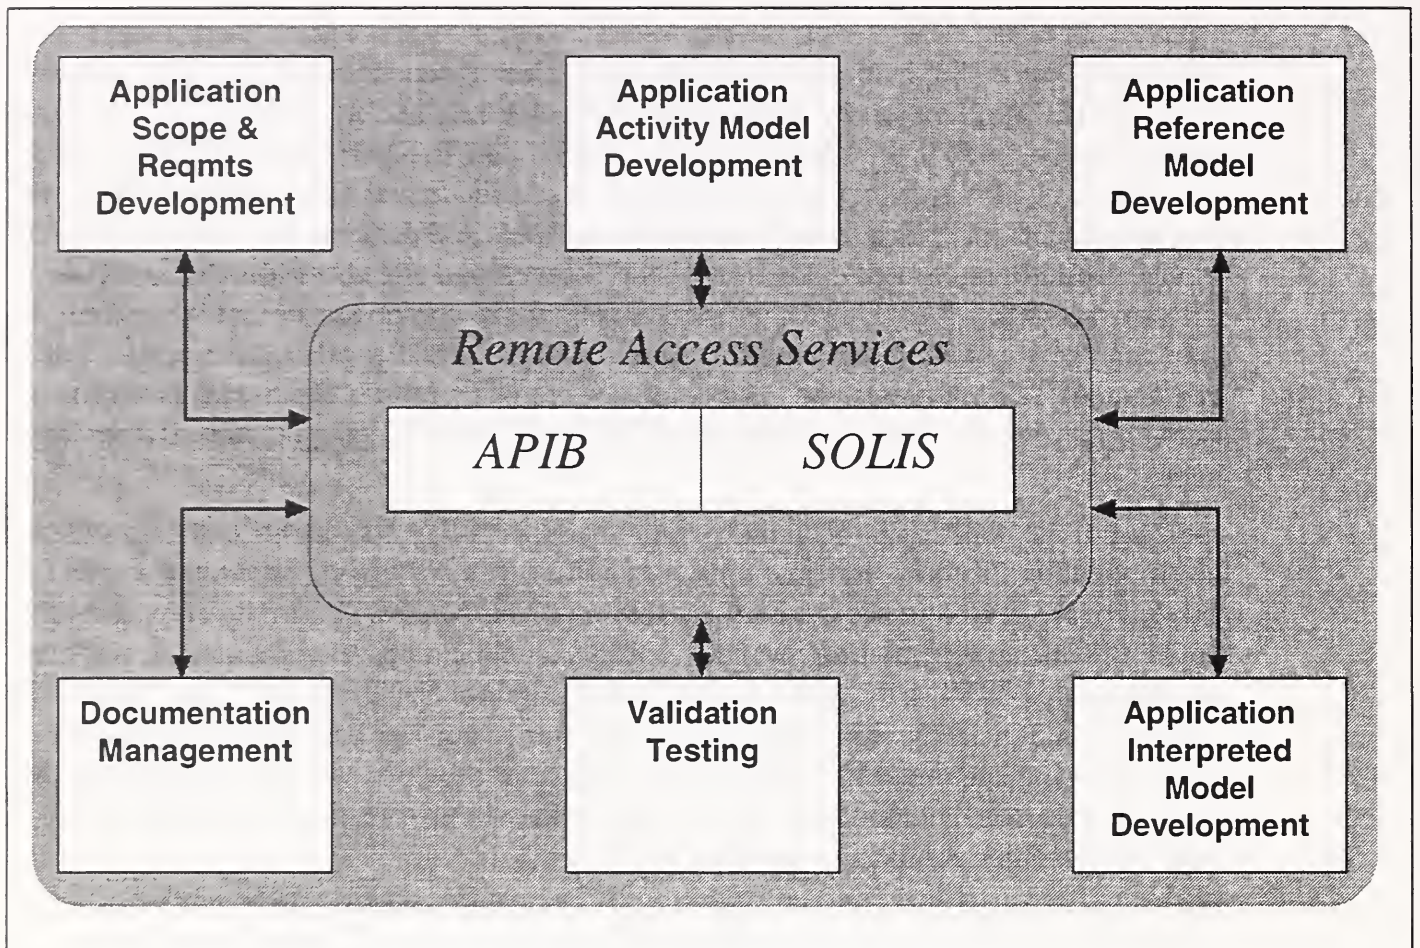 Application
Scope &
Reqmts
Development
Application
Activity Model
Development
Application
Reference
Model
Development
Remote Access Services
APIB
SOLIS
Documentation
Management
Validation
Testing
Application
Interpreted
Model
Development